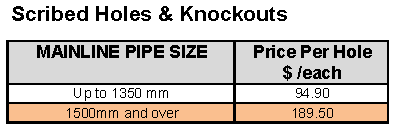 Scribed Holes & Knockouts
MAINLINE PIPE SIZE Price Per Hole
$ /each
Up to 1350 mm 94.90
1500mm and over 189.50